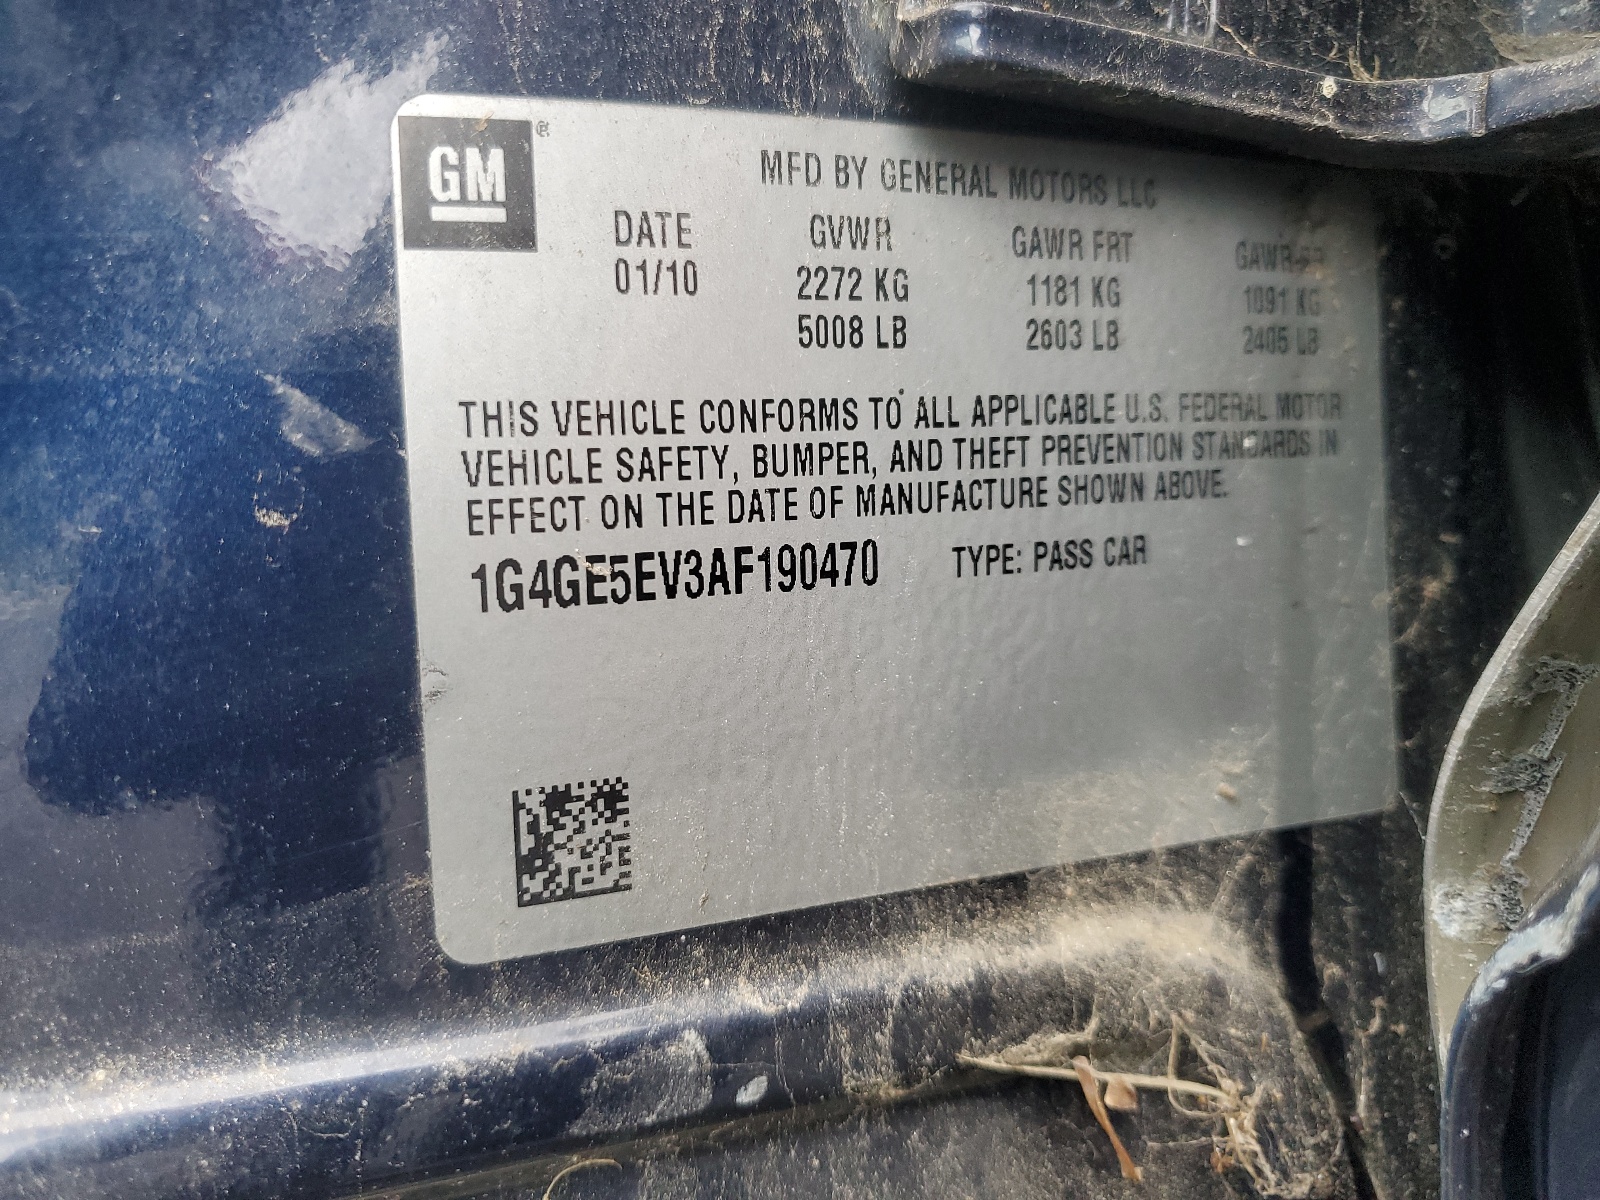 GM®
MFD BY GENERAL MOTORS LLC
DATE GVWR GAWR FRT GAWR RR
01/10 2272 KG 1181 KG 1091 KG
5008 LB 2603 LB 2405 LB
THIS VEHICLE CONFORMS TO ALL APPLICABLE U.S. FEDERAL MOTOR
VEHICLE SAFETY, BUMPER, AND THEFT PREVENTION STANDARDS IN
EFFECT ON THE DATE OF MANUFACTURE SHOWN ABOVE.
1G4GE5EV3AF190470 TYPE: PASS CAR